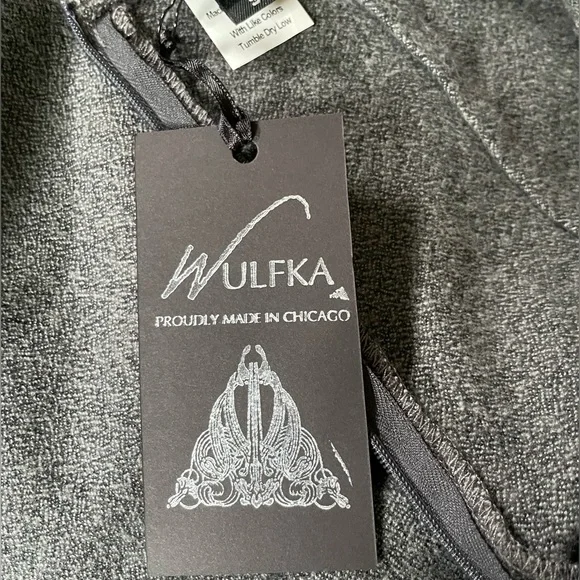 With Like Colors
Tumble Dry Low
WULFKA
PROUDLY MADE IN CHICAGO